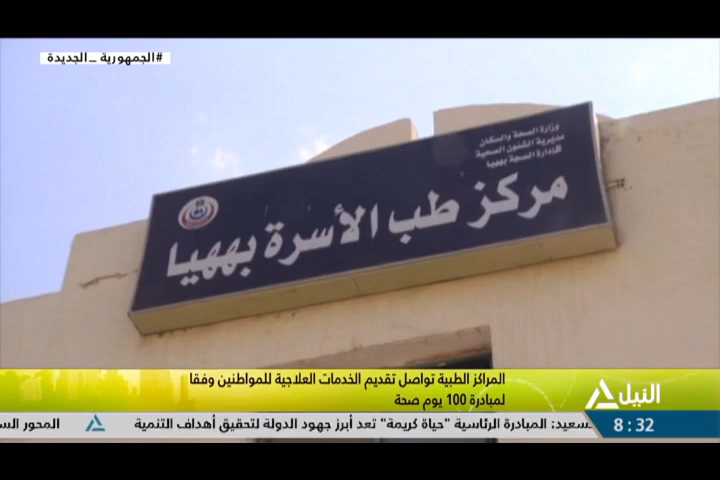 #الجمهورية_الجديدة
وزارة الصحة والسكان
مديرية الشئون الصحية
الإدارة الصحية بههيا
مركز طب الأسرة بههيا
المراكز الطبية تواصل تقديم الخدمات العلاجية للمواطنين وفقا
لمبادرة 100 يوم صحة
النيل
8:32
سعيد: المبادرة الرئاسية "حياة كريمة" تعد أبرز جهود الدولة لتحقيق أهداف التنمية
المحور